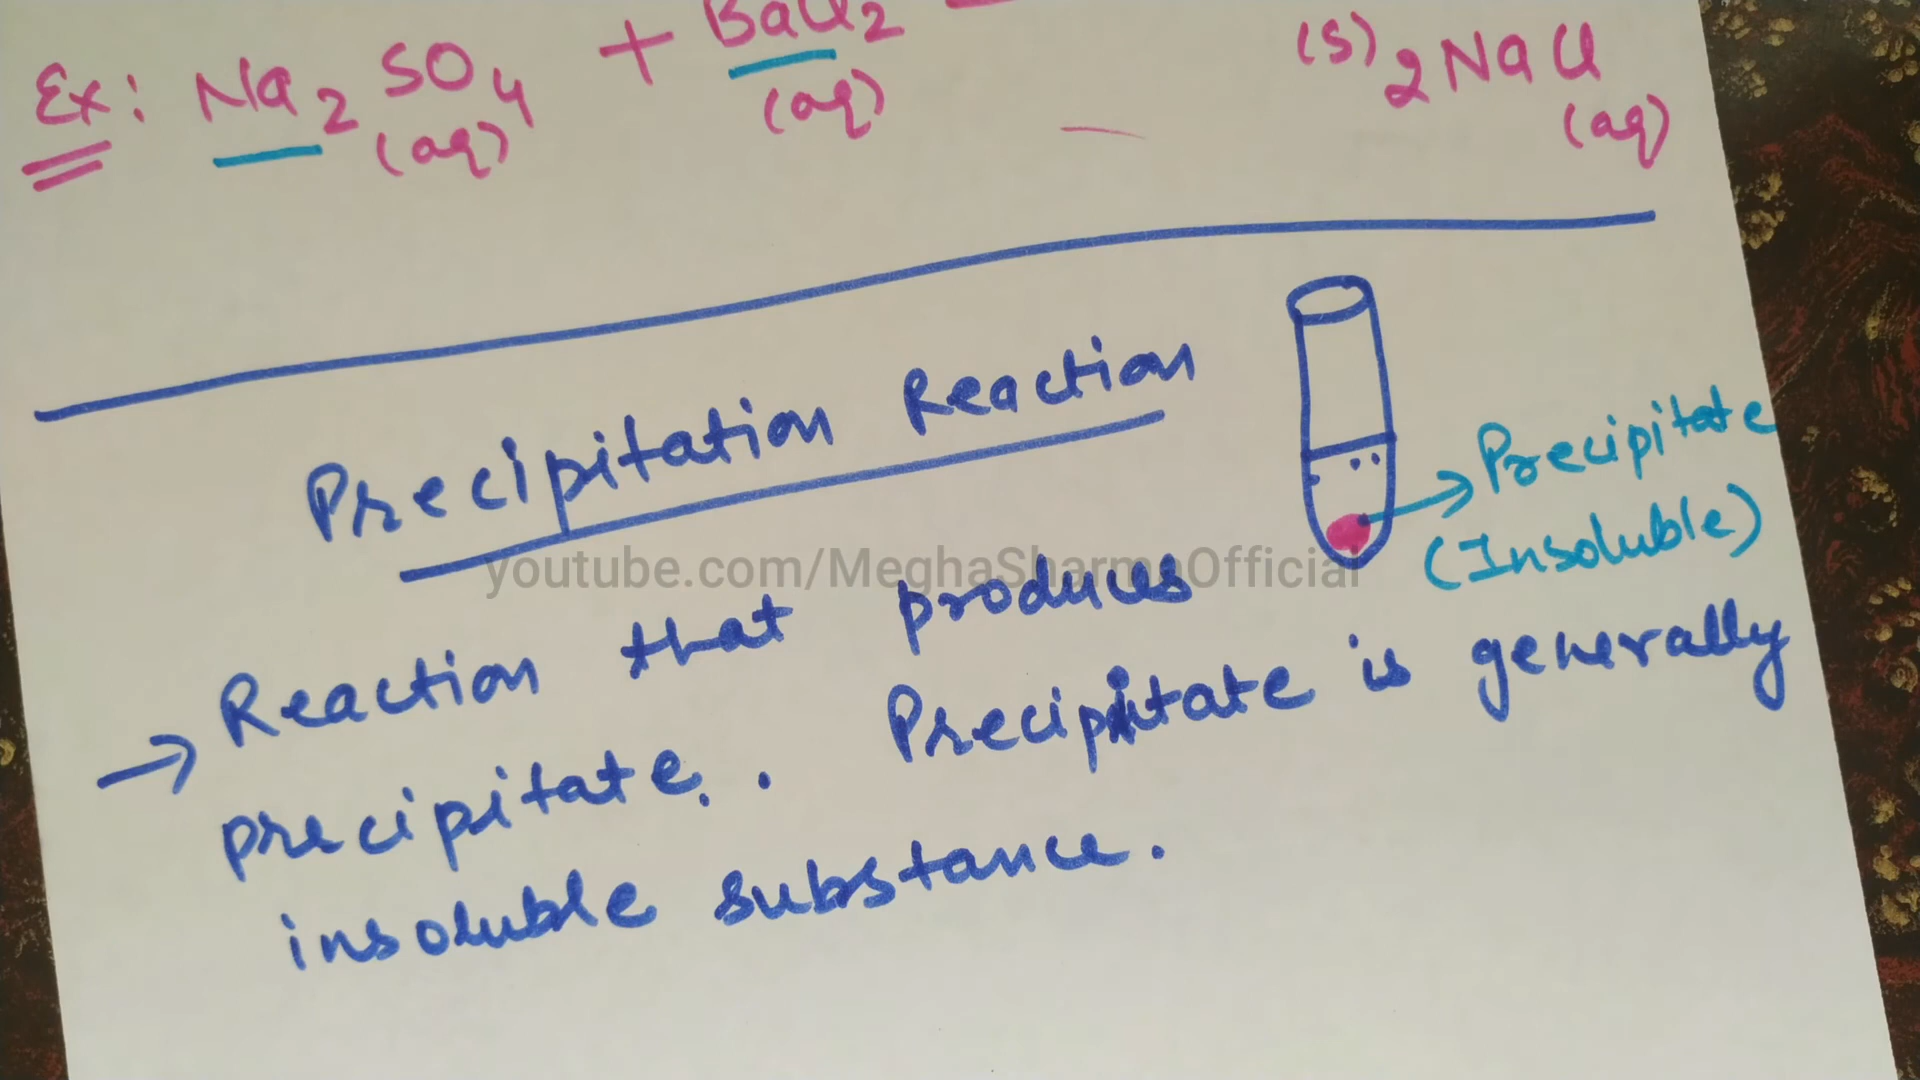 Ex: Na2SO4 + BaCl2 (s) 2NaCl
(aq) (aq) (aq)
Precipitation Reaction
Precipitate
(Insoluble)
youtube.com/MeghaSharmaOfficial
→ Reaction that produces
precipitate. . Precipitate is generally
insoluble substance.